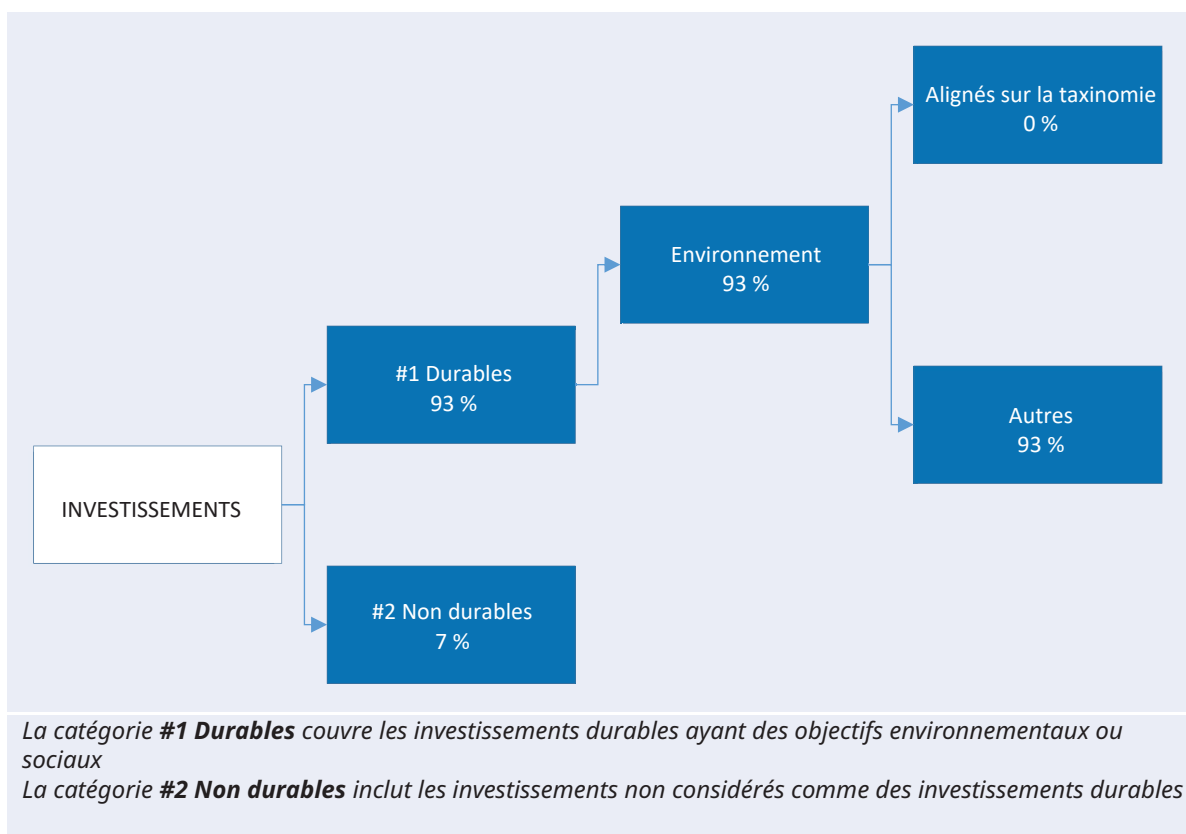 Alignés sur la taxinomie
0 %
Environnement
93 %
#1 Durables
93 %
Autres
93 %
INVESTISSEMENTS
#2 Non durables
7 %
La catégorie #1 Durables couvre les investissements durables ayant des objectifs environnementaux ou
sociaux
La catégorie #2 Non durables inclut les investissements non considérés comme des investissements durables